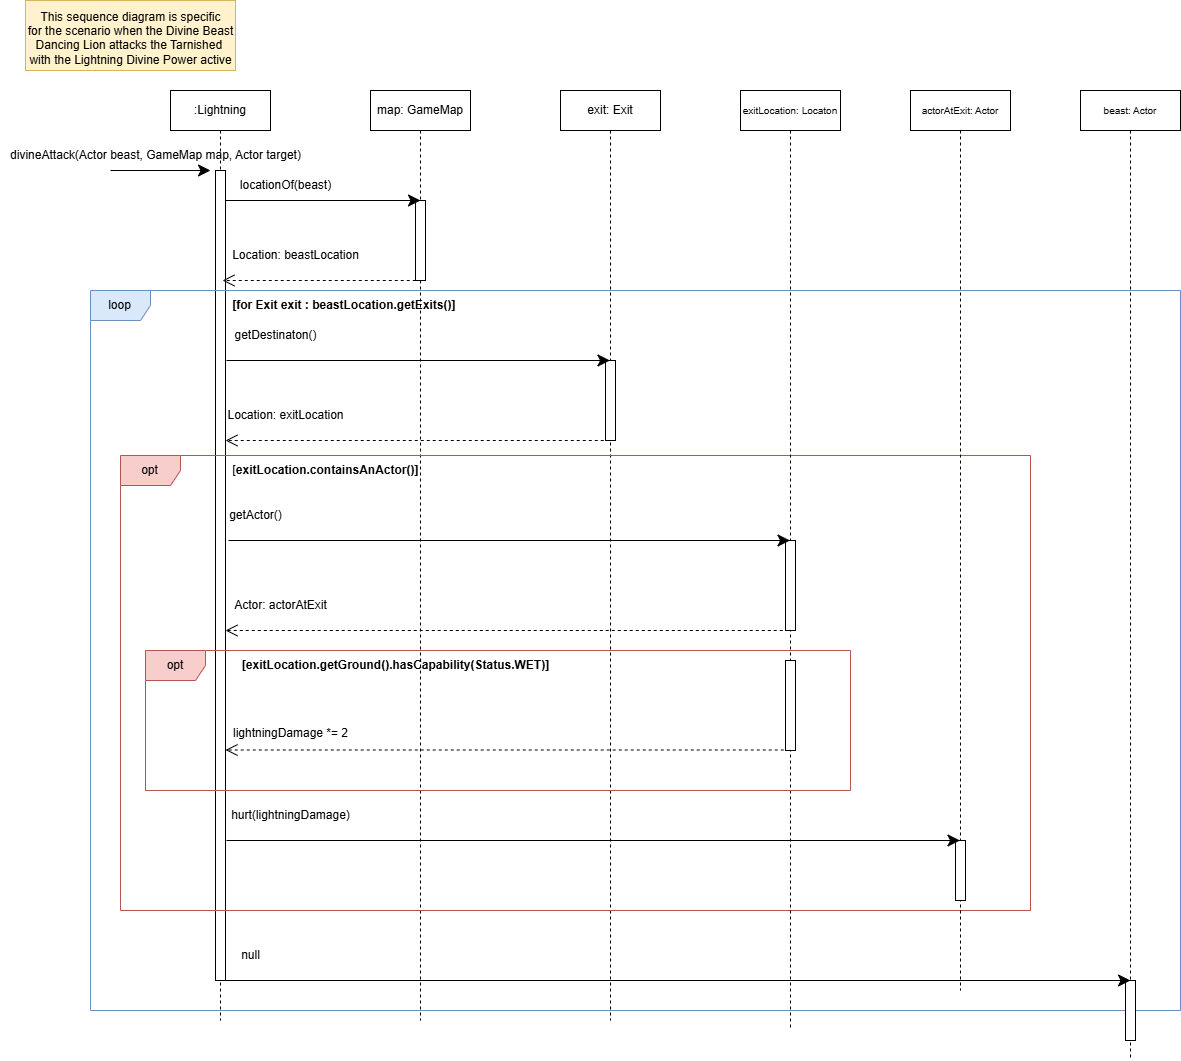 This sequence diagram is specific
for the scenario when the Divine Beast
Dancing Lion attacks the Tarnished
with the Lightning Divine Power active
:Lightning
map: GameMap
exit: Exit
exitLocation: Locaton
actorAtExit: Actor
beast: Actor
divineAttack(Actor beast, GameMap map, Actor target)
locationOf(beast)
Location: beastLocation
loop
[for Exit exit : beastLocation.getExits()]
getDestinaton()
Location: exitLocation
opt
[exitLocation.containsAnActor()]
getActor()
Actor: actorAtExit
opt
[exitLocation.getGround().hasCapability(Status.WET)]
lightningDamage *= 2
hurt(lightningDamage)
null